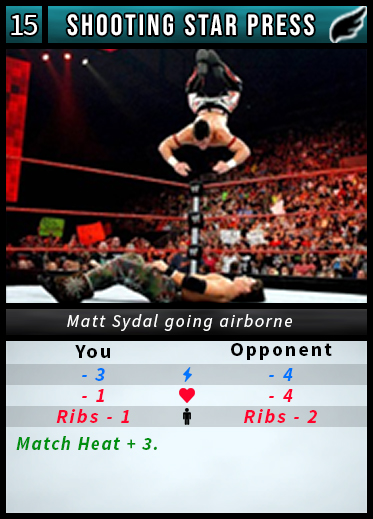 15 SHOOTING STAR PRESS
Matt Sydal going airborne
You Opponent
- 3 - 4
- 1 - 4
Ribs - 1 Ribs - 2
Match Heat + 3.